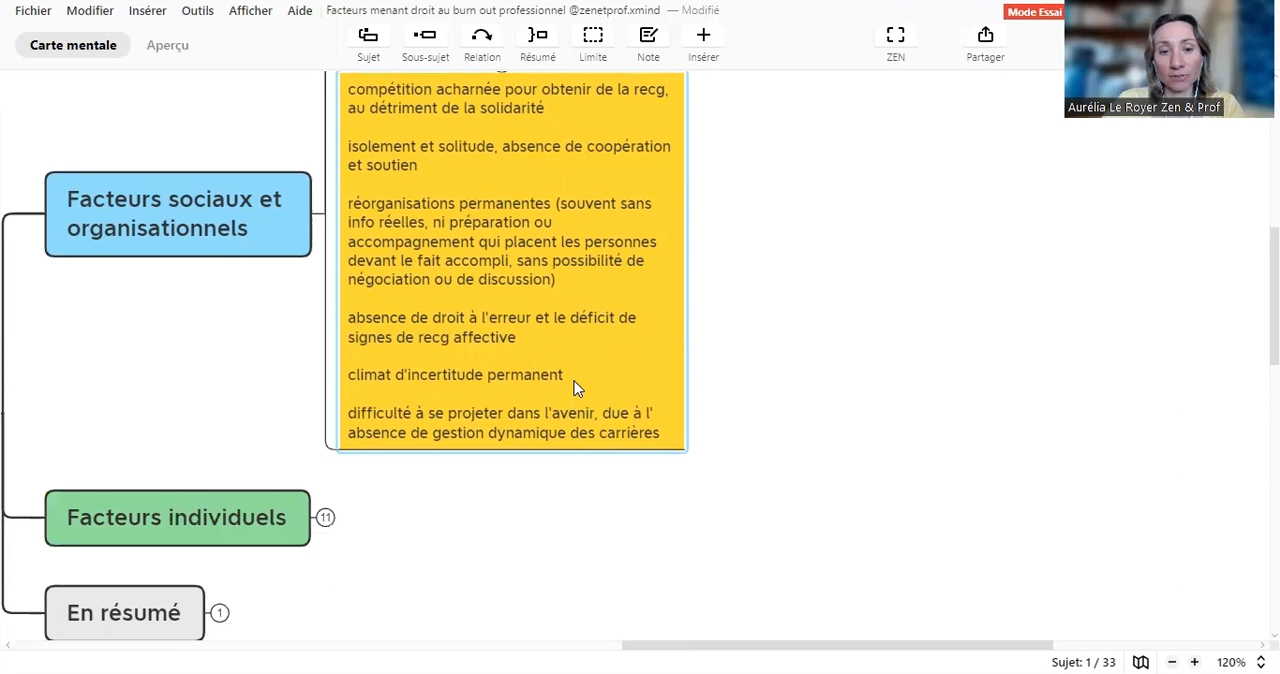 Fichier Modifier Insérer Outils Afficher Aide Facteurs menant droit au burn out professionnel @zenetprof.xmind — Modifié
Mode Essai
Carte mentale Aperçu
Sujet Sous-sujet Relation Résumé Limite Note Insérer ZEN Partager
Aurélia Le Royer Zen & Prof
compétition acharnée pour obtenir de la recg,
au détriment de la solidarité
isolement et solitude, absence de coopération
et soutien
réorganisations permanentes (souvent sans
info réelles, ni préparation ou
accompagnement qui placent les personnes
devant le fait accompli, sans possibilité de
négociation ou de discussion)
absence de droit à l'erreur et le déficit de
signes de recg affective
climat d'incertitude permanent
difficulté à se projeter dans l'avenir, due à l'
absence de gestion dynamique des carrières
Facteurs sociaux et
organisationnels
Facteurs individuels
11
En résumé
1
Sujet: 1 / 33
120%